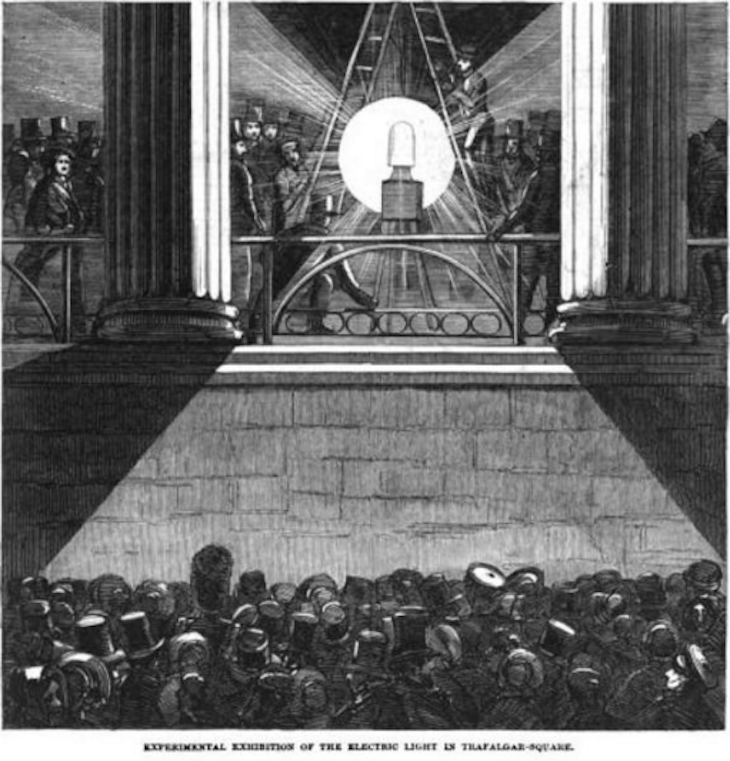 EXPERIMENTAL EXHIBITION OF THE ELECTRIC LIGHT IN TRAFALGAR-SQUARE.